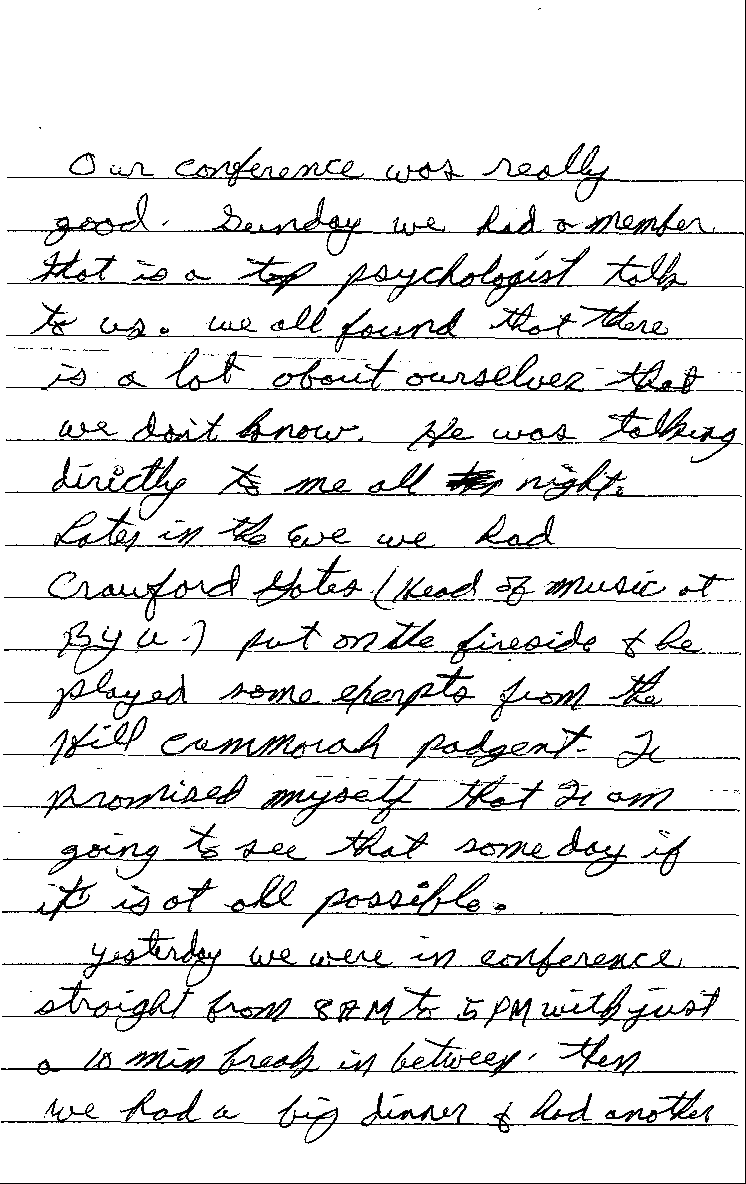 Our conference was really
good. Sunday we had a member
that is a top psychologist talk
to us. we all found that there
is a lot about ourselves that
we don't know. He was talking
directly to me all night.
Later in the Eve we had
Crawford Gates (Head of music at
B y u.) put on the fireside & he
played some eherpts from the
Hill Cummorah padgent. I
promised myself that I am
going to see that some day if
it is at all possible.
yesterday we were in conference
straight from 8 AM to 5 PM with just
a 10 min break in between. then
we had a big dinner & had another